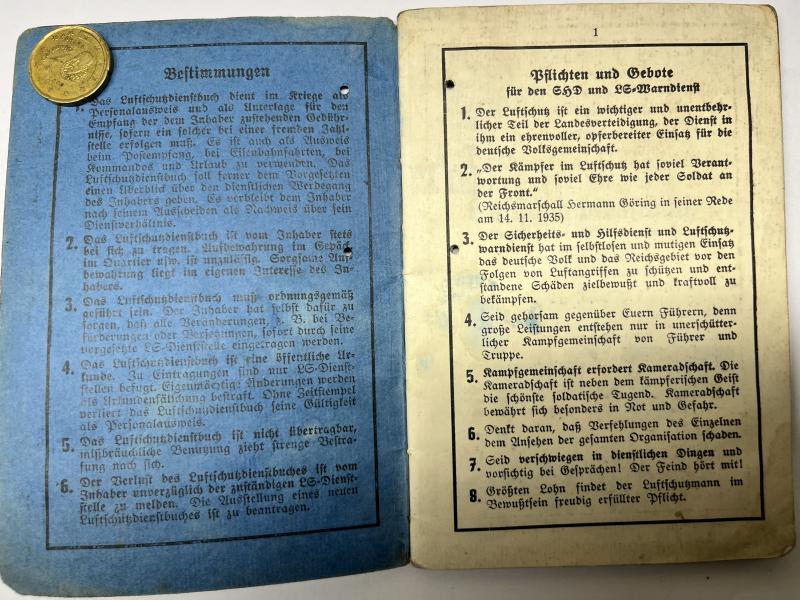 Bestimmungen
1. Das Luftschutzdienstbuch dient im Kriege als
Personalausweis und als Unterlage für den
Empfang der dem Inhaber zustehenden Gebühr-
nisse, sofern ein solcher bei einer fremden Zahl-
stelle erfolgen muß. Es ist auch als Ausweis
beim Postempfang, bei Eisenbahnfahrten, bei
Kommandos und Urlaub zu verwenden. Das
Luftschutzdienstbuch soll ferner dem Vorgesetzten
einen Überblick über den dienstlichen Werdegang
des Inhabers geben. Es verbleibt dem Inhaber
nach seinem Ausscheiden als Nachweis über sein
Dienstverhältnis.
2. Das Luftschutzdienstbuch ist vom Inhaber stets
bei sich zu tragen. Aufbewahrung im Gepäck,
im Quartier usw. ist unzulässig. Sorgsame Auf-
bewahrung liegt im eigenen Interesse des In-
habers.
3. Das Luftschutzdienstbuch muß ordnungsgemäß
geführt sein. Der Inhaber hat selbst dafür zu
sorgen, daß alle Veränderungen, z. B. bei Be-
förderungen oder Versetzungen, sofort durch seine
vorgesetzte LS-Dienststelle eingetragen werden.
4. Das Luftschutzdienstbuch ist eine öffentliche Ur-
kunde. Zu Eintragungen sind nur LS-Dienst-
stellen befugt. Eigenmächtige Änderungen werden
als Urkundenfälschung bestraft. Ohne Zeitstempel
verliert das Luftschutzdienstbuch seine Gültigkeit
als Personalausweis.
5. Das Luftschutzdienstbuch ist nicht übertragbar,
mißbräuchliche Benutzung zieht strenge Bestra-
fung nach sich.
6. Der Verlust des Luftschutzdienstbuches ist vom
Inhaber unverzüglich der zuständigen LS-Dienst-
stelle zu melden. Die Ausstellung eines neuen
Luftschutzdienstbuches ist zu beantragen.
1
Pflichten und Gebote
für den SHD und LS-Warndienst
1. Der Luftschutz ist ein wichtiger und unentbehr-
licher Teil der Landesverteidigung, der Dienst in
ihm ein ehrenvoller, opferbereiter Einsatz für die
deutsche Volksgemeinschaft.
2. „Der Kämpfer im Luftschutz hat soviel Verant-
wortung und soviel Ehre wie jeder Soldat an
der Front.“
(Reichsmarschall Hermann Göring in seiner Rede
am 14. 11. 1935)
3. Der Sicherheits- und Hilfsdienst und Luftschutz-
warndienst hat im selbstlosen und mutigen Einsatz
das deutsche Volk und das Reichsgebiet vor den
Folgen von Luftangriffen zu schützen und ent-
standene Schäden zielbewußt und kraftvoll zu
bekämpfen.
4. Seid gehorsam gegenüber Euern Führern, denn
große Leistungen entstehen nur in unerschütter-
licher Kampfgemeinschaft von Führer und
Truppe.
5. Kampfgemeinschaft erfordert Kameradschaft. Die
Kameradschaft ist neben dem kämpferischen Geist
die schönste soldatische Tugend. Kameradschaft
bewährt sich besonders in Not und Gefahr.
6. Denkt daran, daß Verfehlungen des Einzelnen
dem Ansehen der gesamten Organisation schaden.
7. Seid verschwiegen in dienstlichen Dingen und
vorsichtig bei Gesprächen! Der Feind hört mit!
8. Größten Lohn findet der Luftschutzmann im
Bewußtsein freudig erfüllter Pflicht.